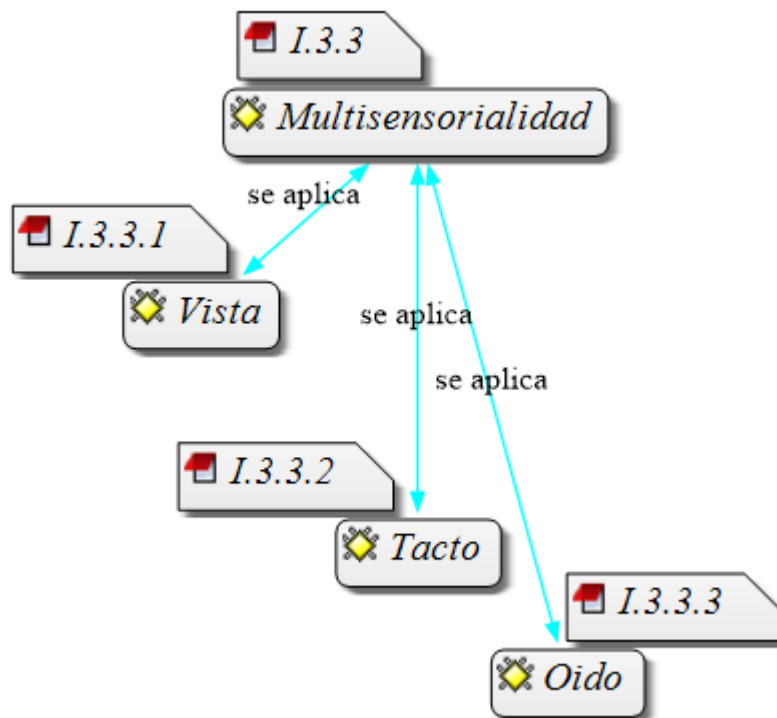 I.3.3
Multisensorialidad
se aplica
I.3.3.1
Vista
se aplica
se aplica
I.3.3.2
Tacto
I.3.3.3
Oido